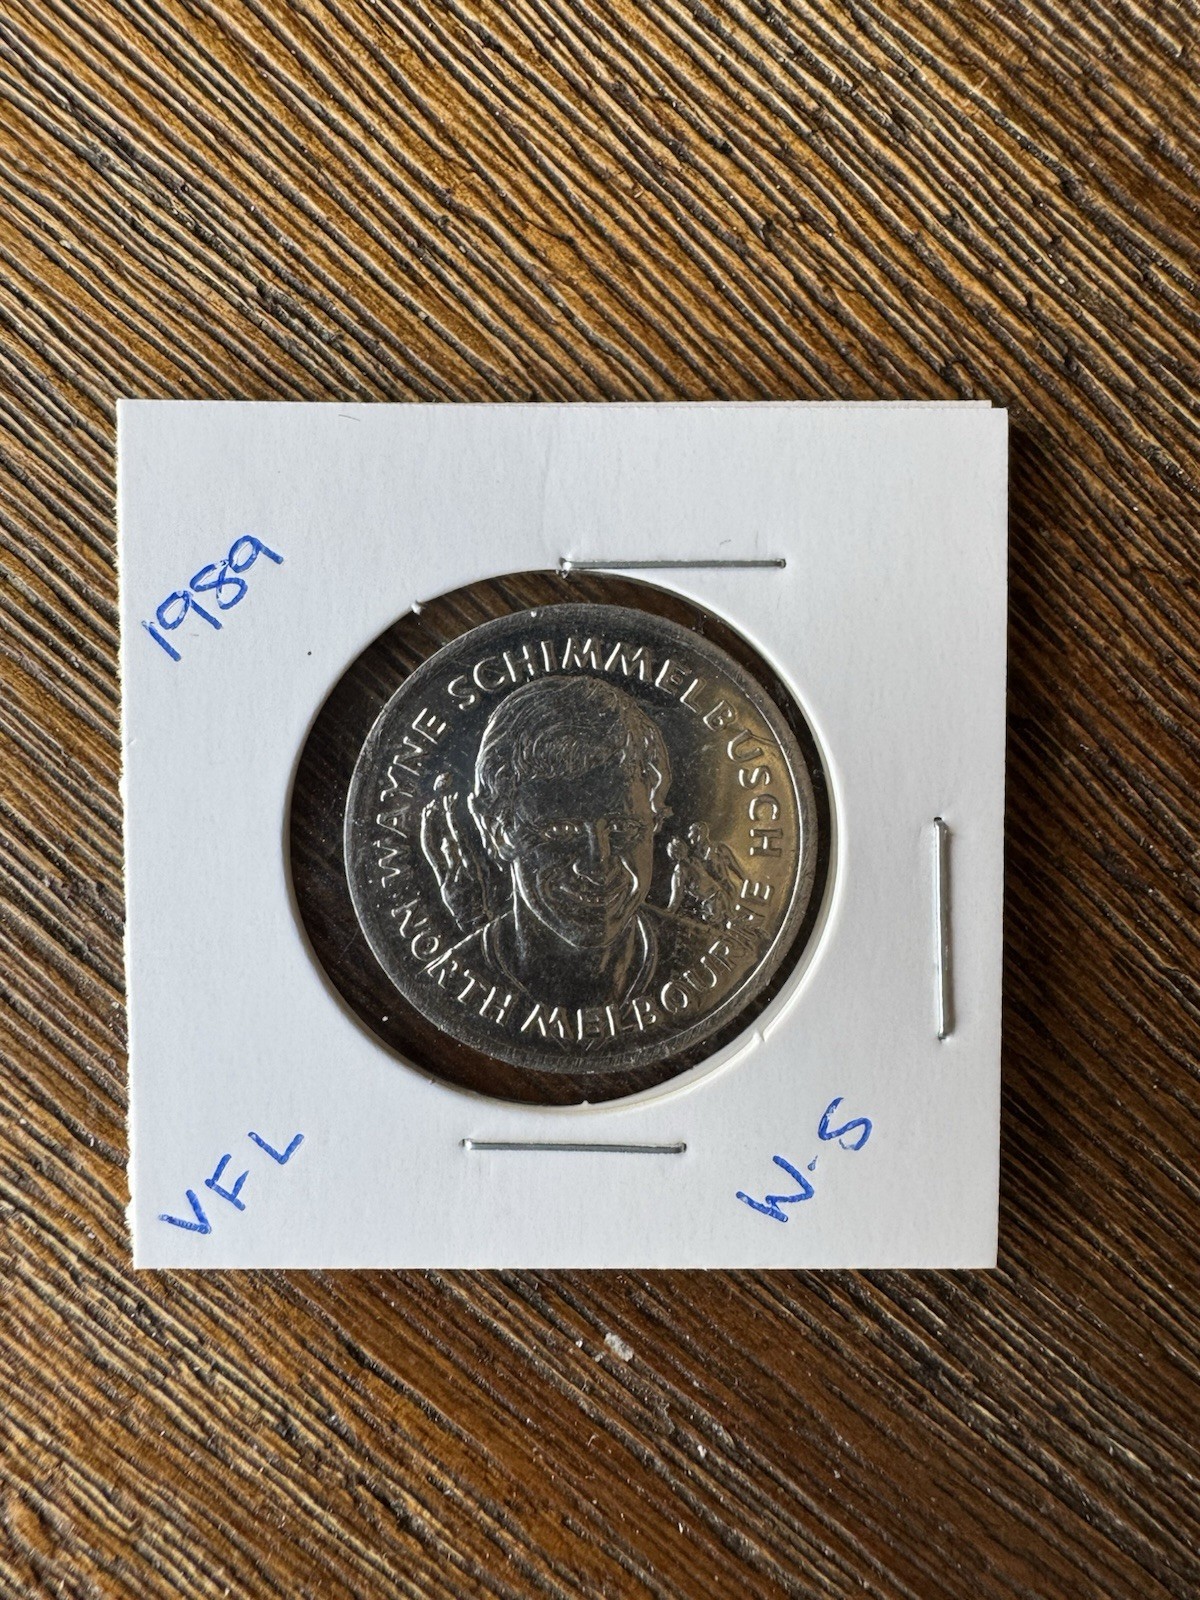 1989
WAYNE SCHIMMELBUSCH
NORTH MELBOURNE
VFL
W.S